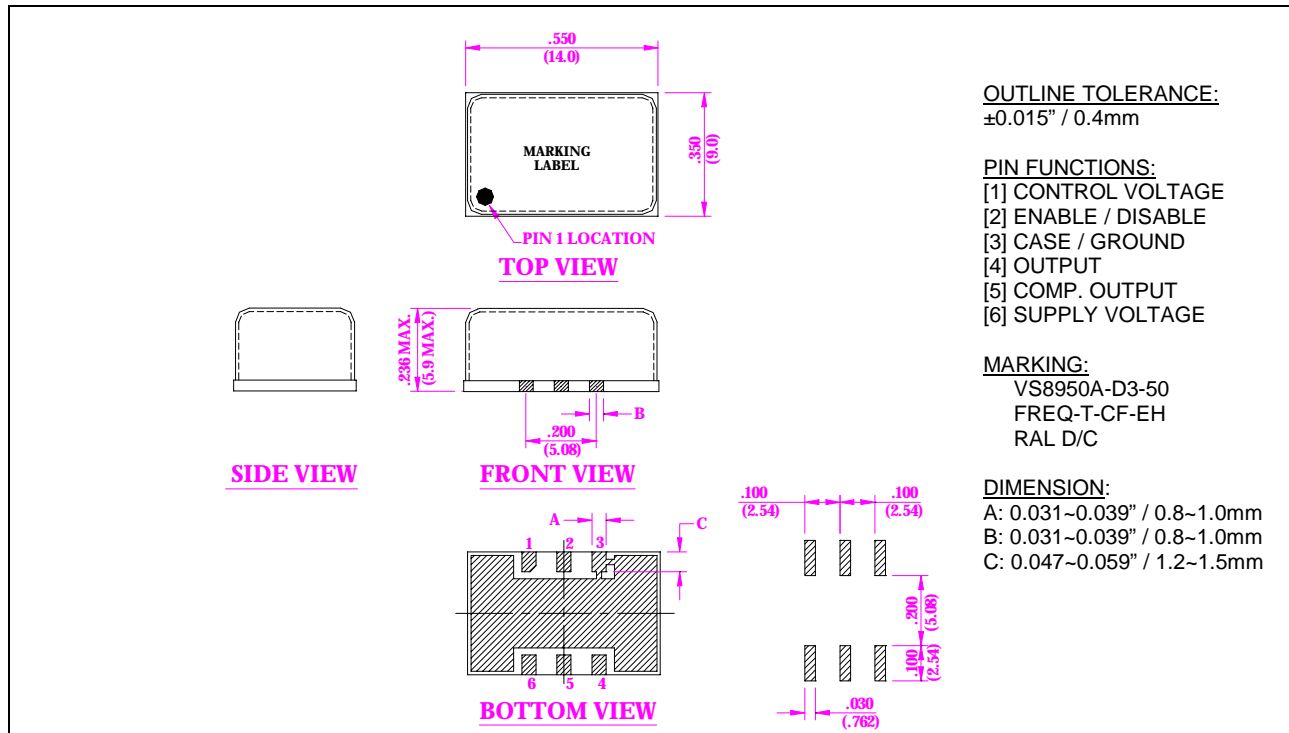 .550
(14.0)
MARKING
LABEL
.350
(9.0)
PIN 1 LOCATION
TOP VIEW
.236 MAX.
(5.9 MAX.)
B
.200
(5.08)
SIDE VIEW
FRONT VIEW
A
C
1 2 3
6 5 4
BOTTOM VIEW
.100
(2.54)
.100
(2.54)
.200
(5.08)
.100
(2.54)
.030
(.762)
OUTLINE TOLERANCE:
±0.015” / 0.4mm
PIN FUNCTIONS:
[1] CONTROL VOLTAGE
[2] ENABLE / DISABLE
[3] CASE / GROUND
[4] OUTPUT
[5] COMP. OUTPUT
[6] SUPPLY VOLTAGE
MARKING:
VS8950A-D3-50
FREQ-T-CF-EH
RAL D/C
DIMENSION:
A: 0.031~0.039” / 0.8~1.0mm
B: 0.031~0.039” / 0.8~1.0mm
C: 0.047~0.059” / 1.2~1.5mm